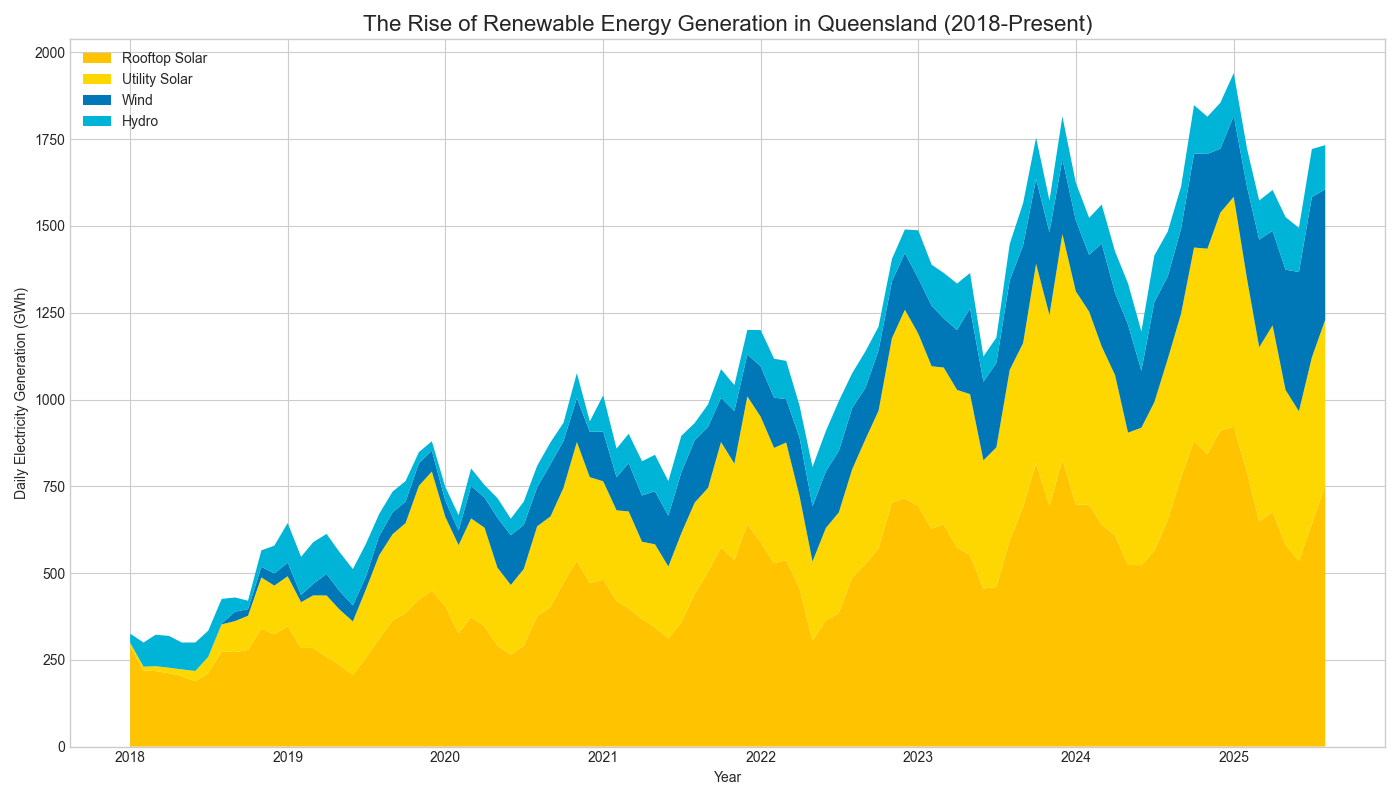 The Rise of Renewable Energy Generation in Queensland (2018-Present)
Rooftop Solar
Utility Solar
Wind
Hydro
Daily Electricity Generation (GWh)
2000
1750
1500
1250
1000
750
500
250
0
2018 2019 2020 2021 2022 2023 2024 2025
Year